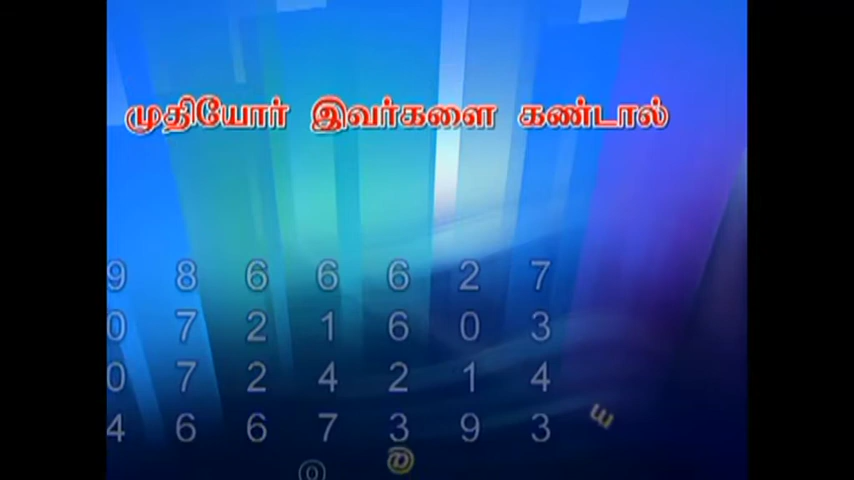 முதியோர் இவர்களை கண்டால்
9 8 6 6 6 2 7
0 7 2 1 6 0 3
0 7 2 4 2 1 4
4 6 6 7 3 9 3
ய